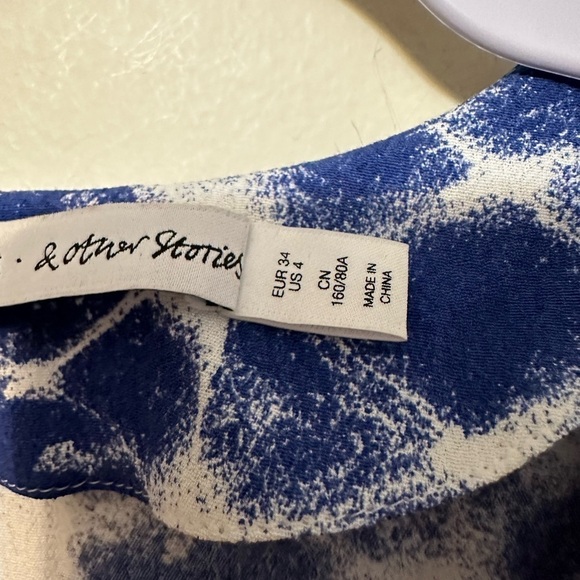 & other Stories
EUR 34
US 4
CN
160/80A
MADE IN
CHINA